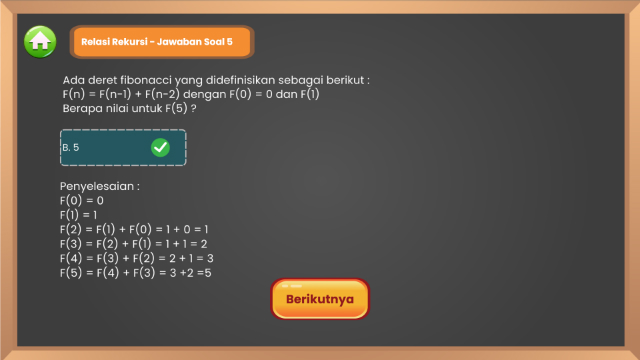 Relasi Rekursi - Jawaban Soal 5
Ada deret fibonacci yang didefinisikan sebagai berikut :
F(n) = F(n-1) + F(n-2) dengan F(0) = 0 dan F(1)
Berapa nilai untuk F(5) ?
B. 5
Penyelesaian :
F(0) = 0
F(1) = 1
F(2) = F(1) + F(0) = 1 + 0 = 1
F(3) = F(2) + F(1) = 1 + 1 = 2
F(4) = F(3) + F(2) = 2 + 1 = 3
F(5) = F(4) + F(3) = 3 +2 =5
Berikutnya